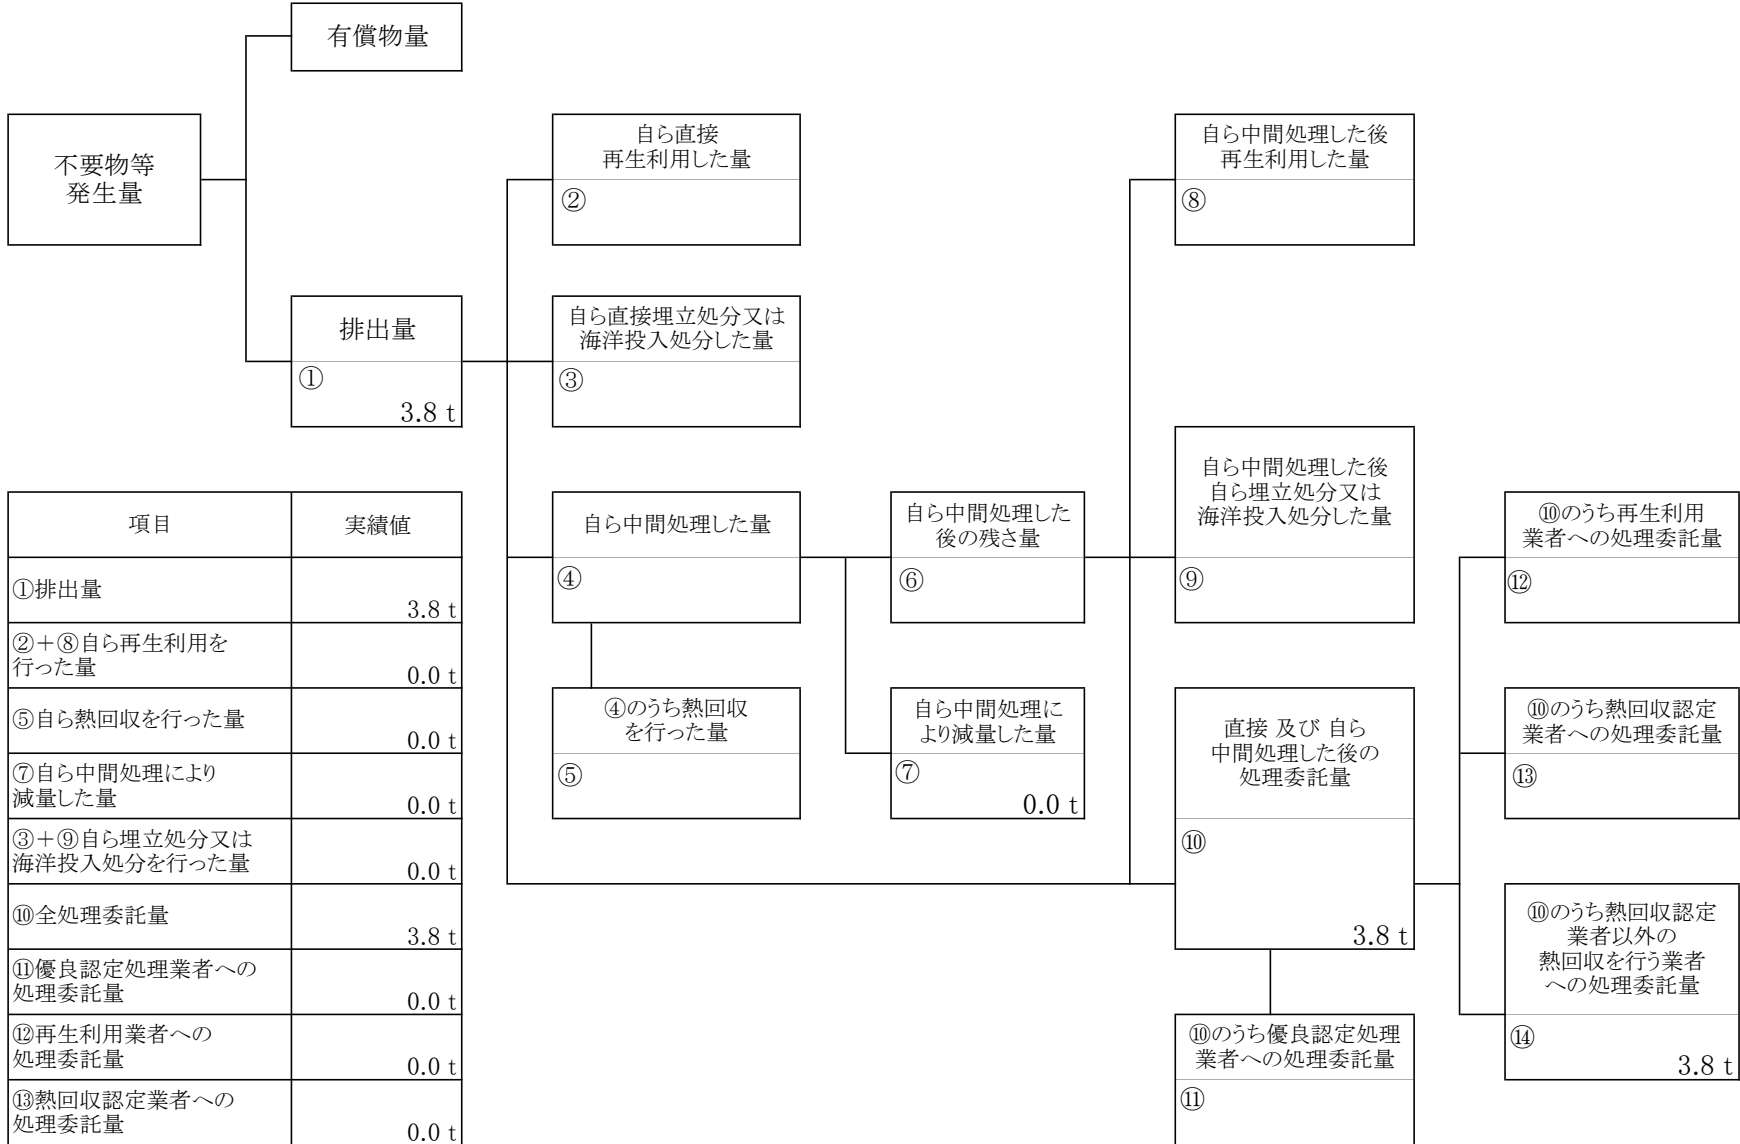 有償物量
不要物等
発生量
自ら直接
再生利用した量
②
自ら中間処理した後
再生利用した量
⑧
排出量
①
3.8 t
自ら直接埋立処分又は
海洋投入処分した量
③
自ら中間処理した量
④
自ら中間処理した
後の残さ量
⑥
自ら中間処理した後
自ら埋立処分又は
海洋投入処分した量
⑨
⑩のうち再生利用
業者への処理委託量
⑫
④のうち熱回収
を行った量
⑤
自ら中間処理に
より減量した量
⑦
0.0 t
直接 及び 自ら
中間処理した後の
処理委託量
⑩
3.8 t
⑩のうち熱回収認定
業者への処理委託量
⑬
⑩のうち熱回収認定
業者以外の
熱回収を行う業者
への処理委託量
⑭
3.8 t
⑩のうち優良認定処理
業者への処理委託量
⑪
項目 実績値
①排出量
3.8 t
②+⑧自ら再生利用を
行った量
0.0 t
⑤自ら熱回収を行った量
0.0 t
⑦自ら中間処理により
減量した量
0.0 t
③+⑨自ら埋立処分又は
海洋投入処分を行った量
0.0 t
⑩全処理委託量
3.8 t
⑪優良認定処理業者への
処理委託量
0.0 t
⑫再生利用業者への
処理委託量
0.0 t
⑬熱回収認定業者への
処理委託量
0.0 t